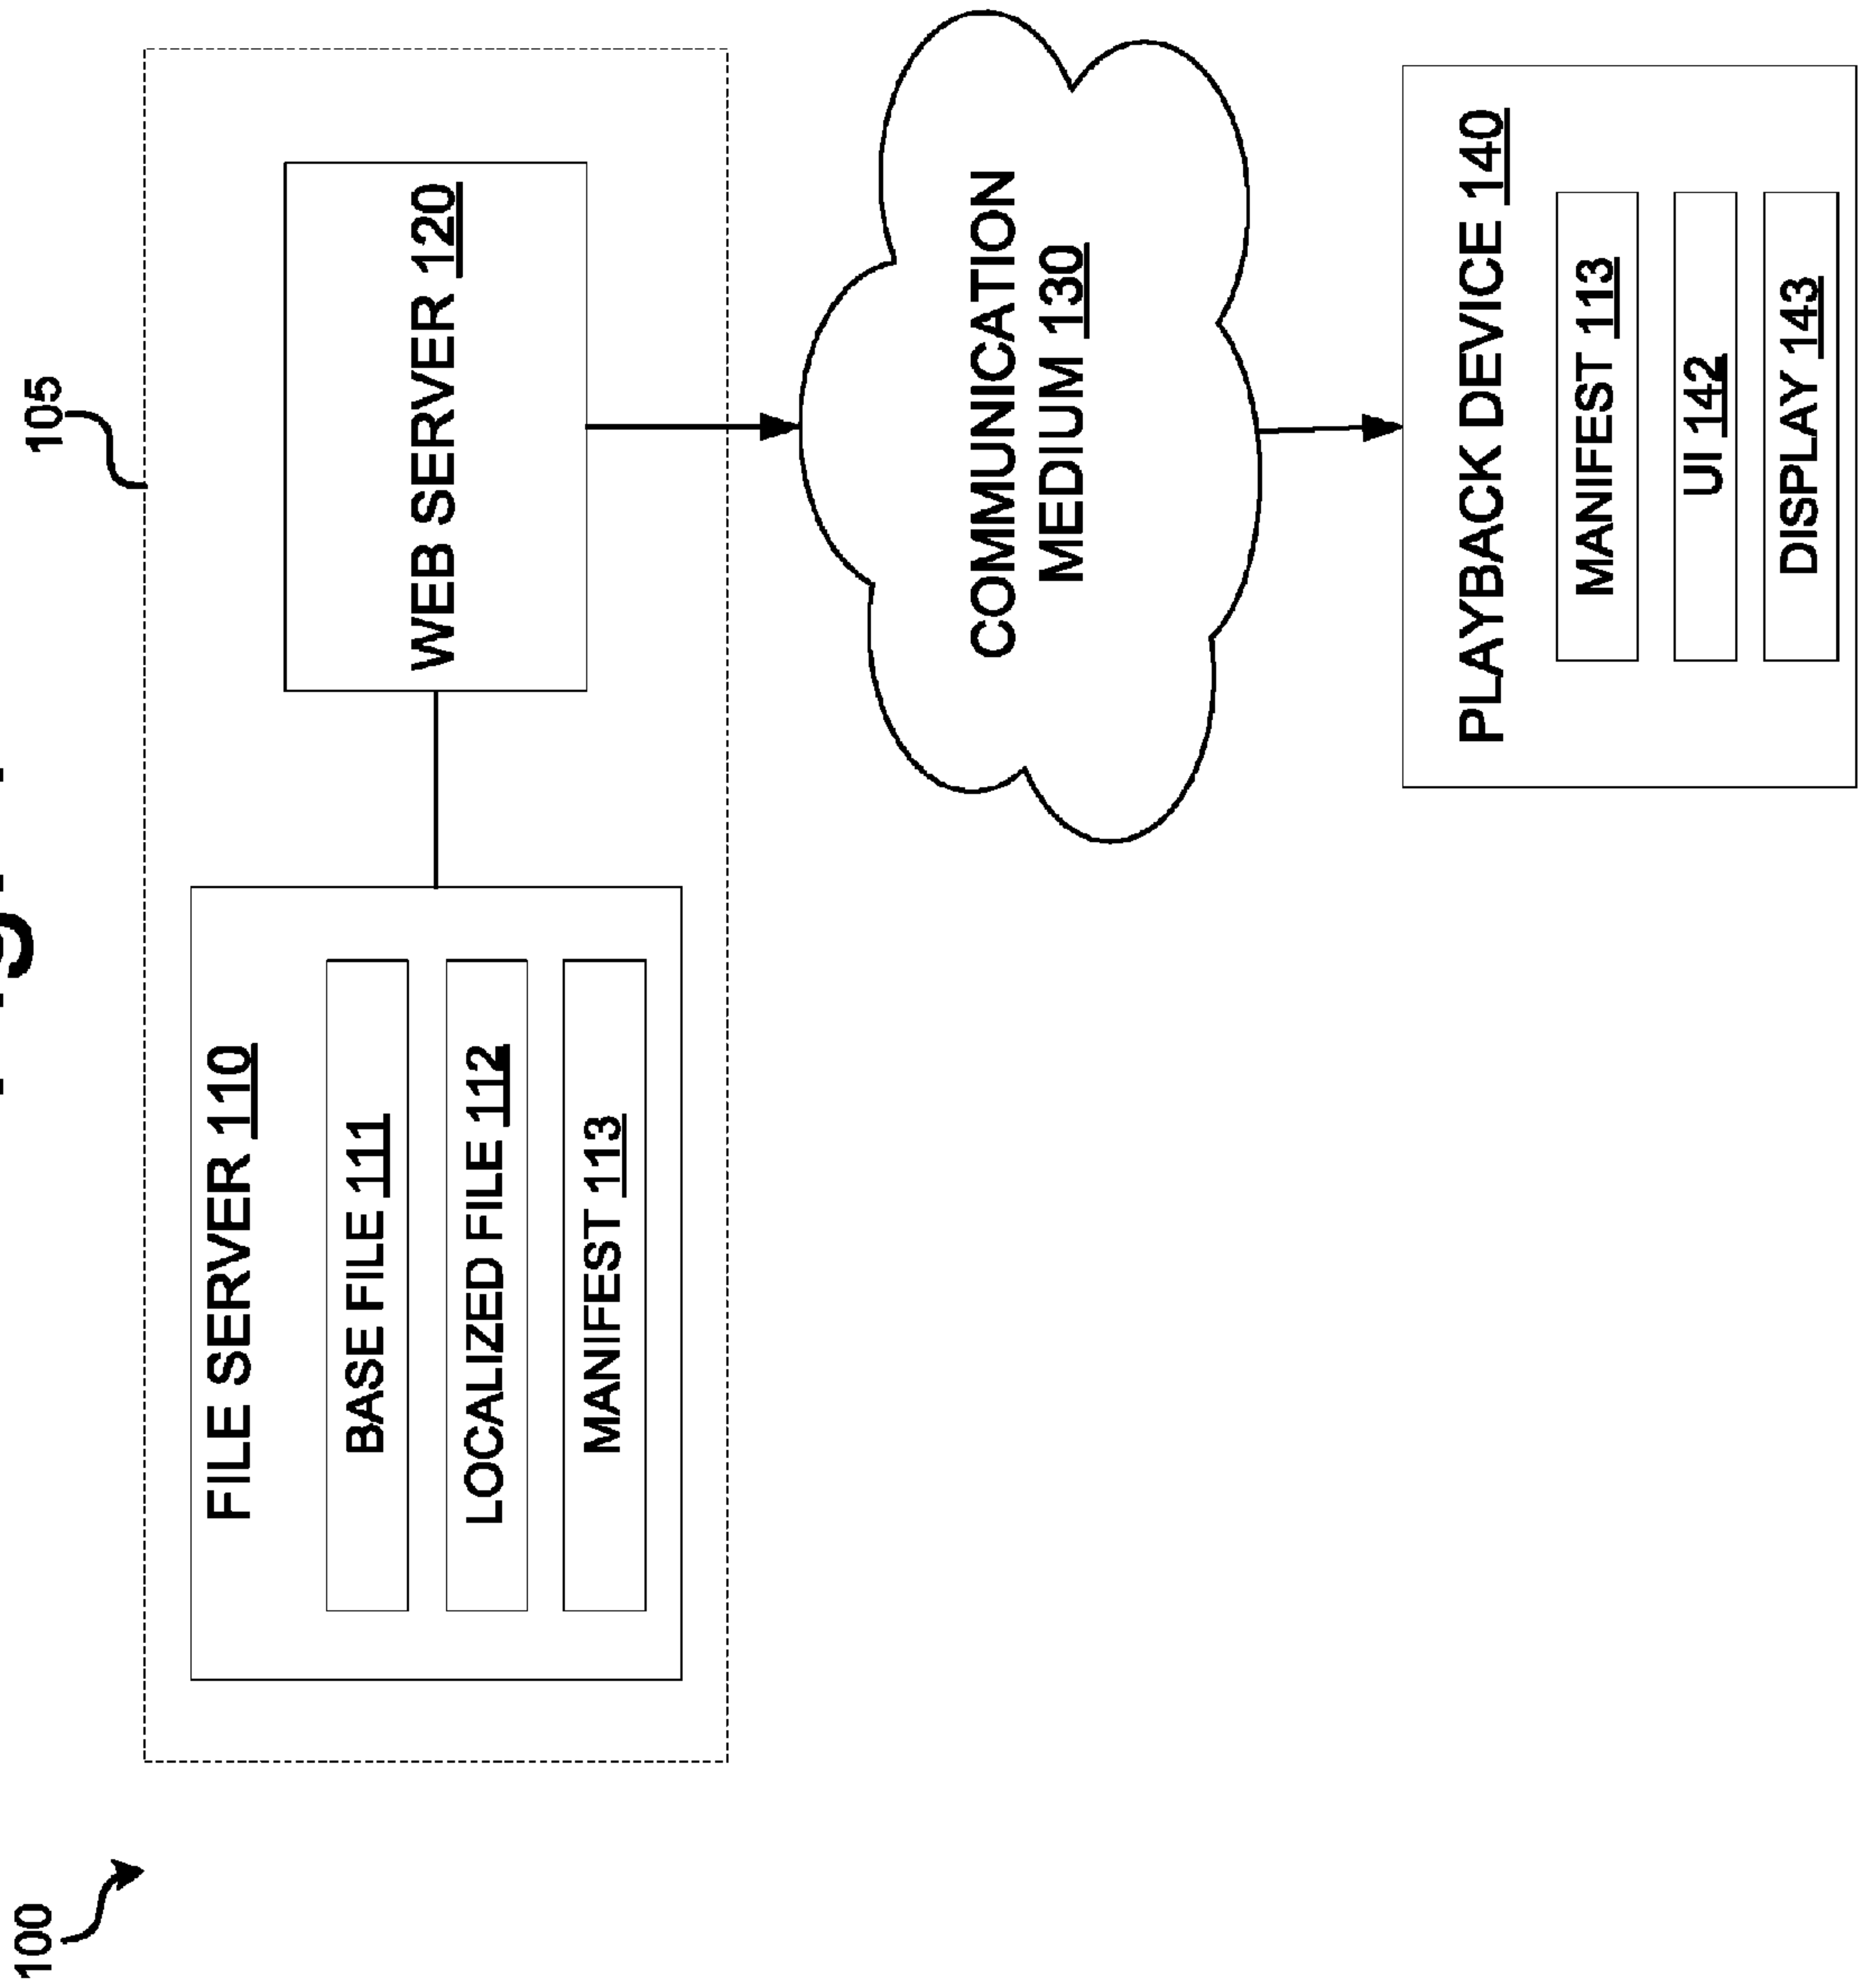 100
105
FILE SERVER 110
BASE FILE 111
LOCALIZED FILE 112
MANIFEST 113
WEB SERVER 120
COMMUNICATION
MEDIUM 130
PLAYBACK DEVICE 140
MANIFEST 113
UI 142
DISPLAY 143